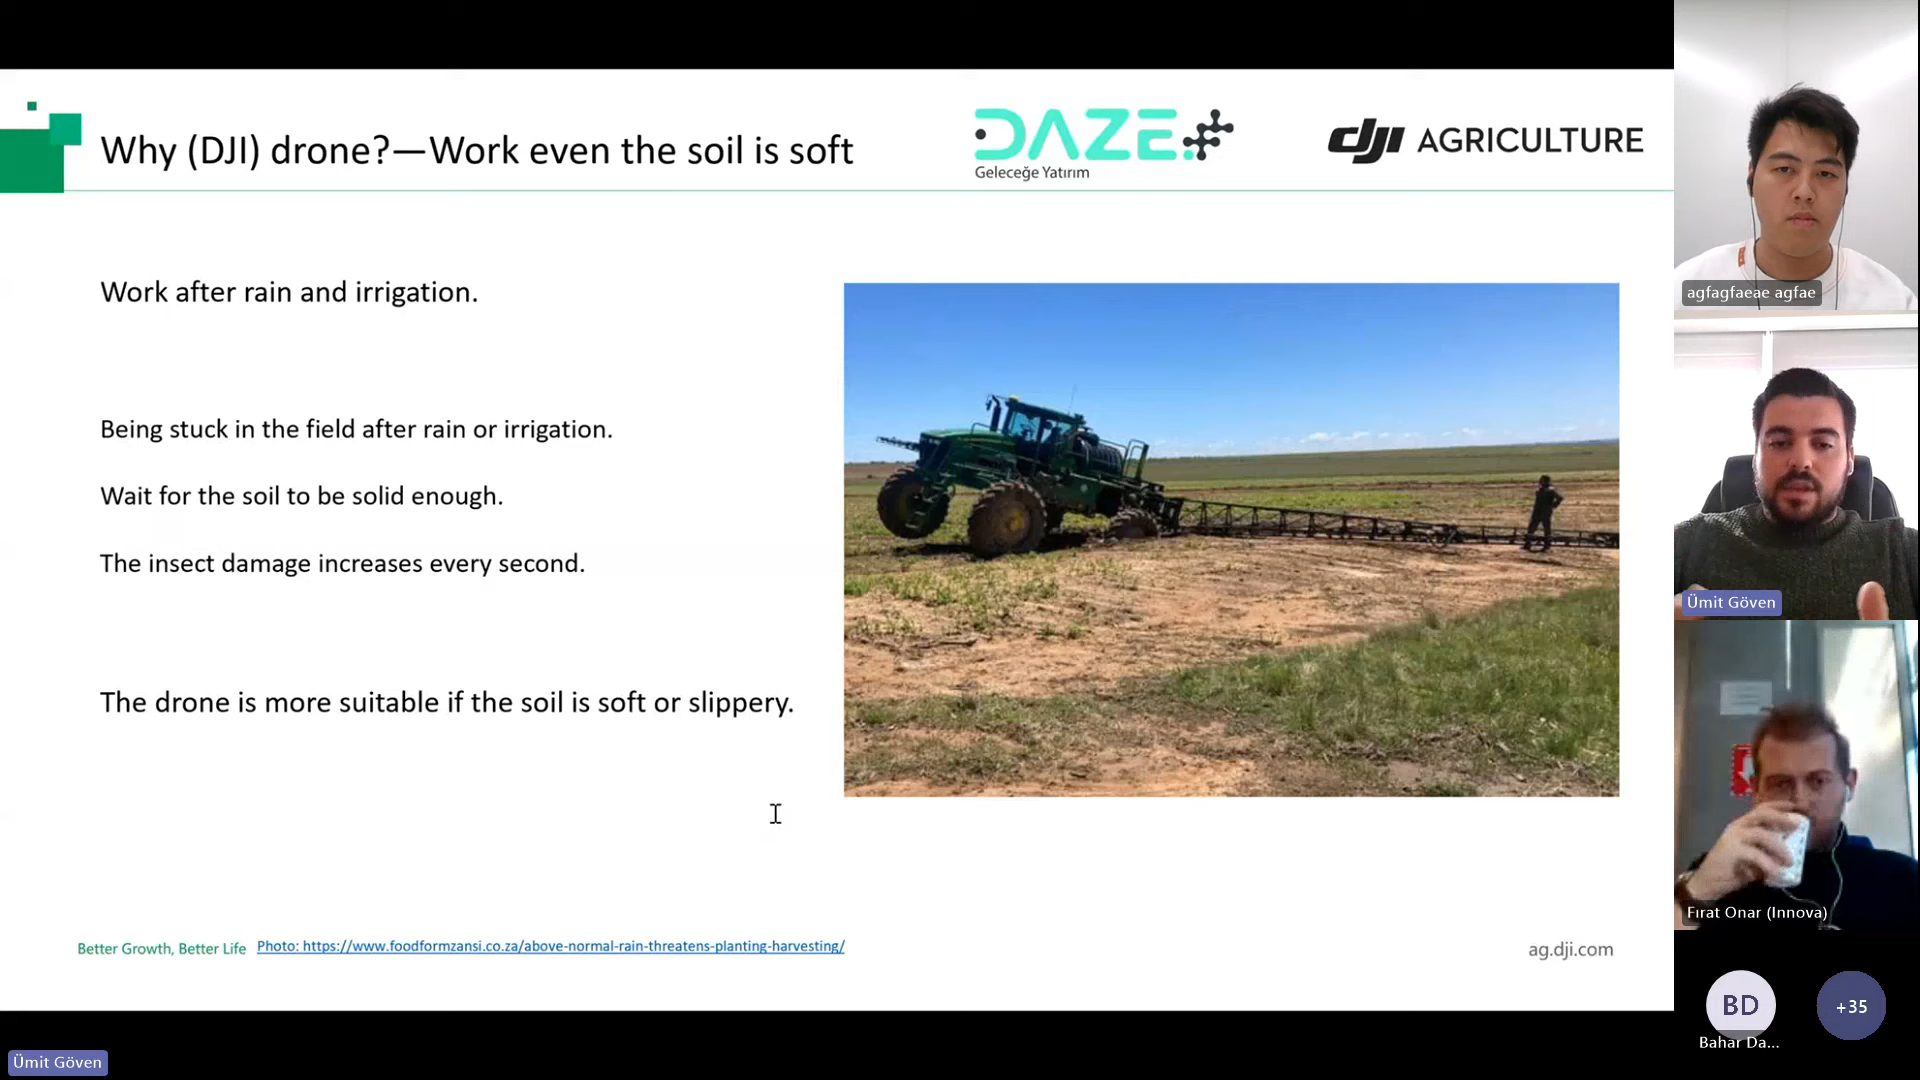 Why (DJI) drone?—Work even the soil is soft
DAZE
Geleceğe Yatırım
dji AGRICULTURE
Work after rain and irrigation.
Being stuck in the field after rain or irrigation.
Wait for the soil to be solid enough.
The insect damage increases every second.
The drone is more suitable if the soil is soft or slippery.
Better Growth, Better Life
Photo: https://www.foodformzansi.co.za/above-normal-rain-threatens-planting-harvesting/
ag.dji.com
Ümit Göven
agfagfaeae agfae
Ümit Göven
Fırat Onar (Innova)
BD
Bahar Da...
+35